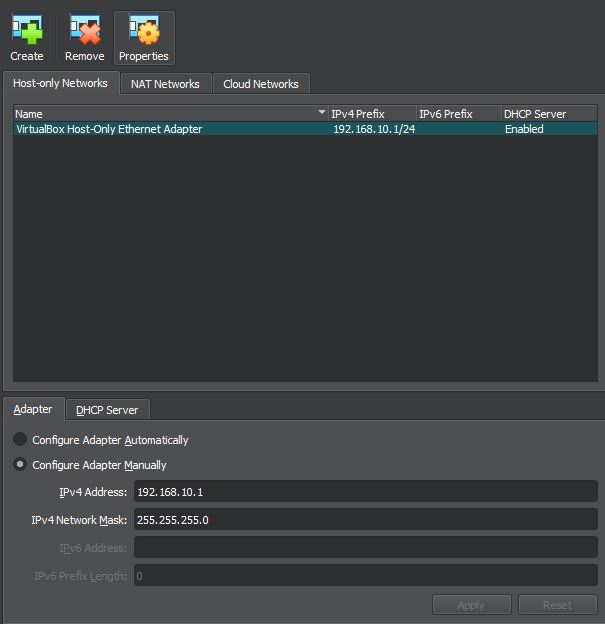 Create Remove Properties
Host-only Networks NAT Networks Cloud Networks
Name IPv4 Prefix IPv6 Prefix DHCP Server
VirtualBox Host-Only Ethernet Adapter 192.168.10.1/24 Enabled
Adapter DHCP Server
Configure Adapter Automatically
Configure Adapter Manually
IPv4 Address: 192.168.10.1
IPv4 Network Mask: 255.255.255.0
IPv6 Address:
IPv6 Prefix Length: 0
Apply Reset